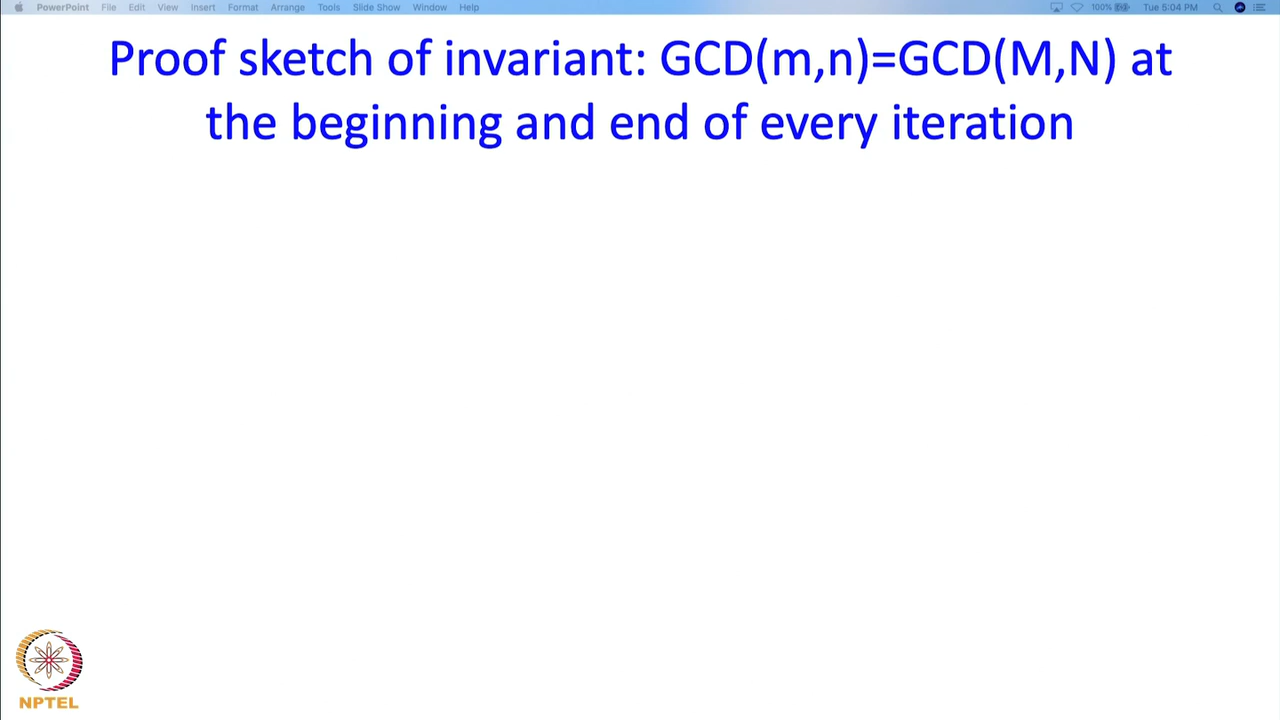 PowerPoint File Edit View Insert Format Arrange Tools Slide Show Window Help 100% Tue 5:04 PM
Proof sketch of invariant: GCD(m,n)=GCD(M,N) at
the beginning and end of every iteration
NPTEL